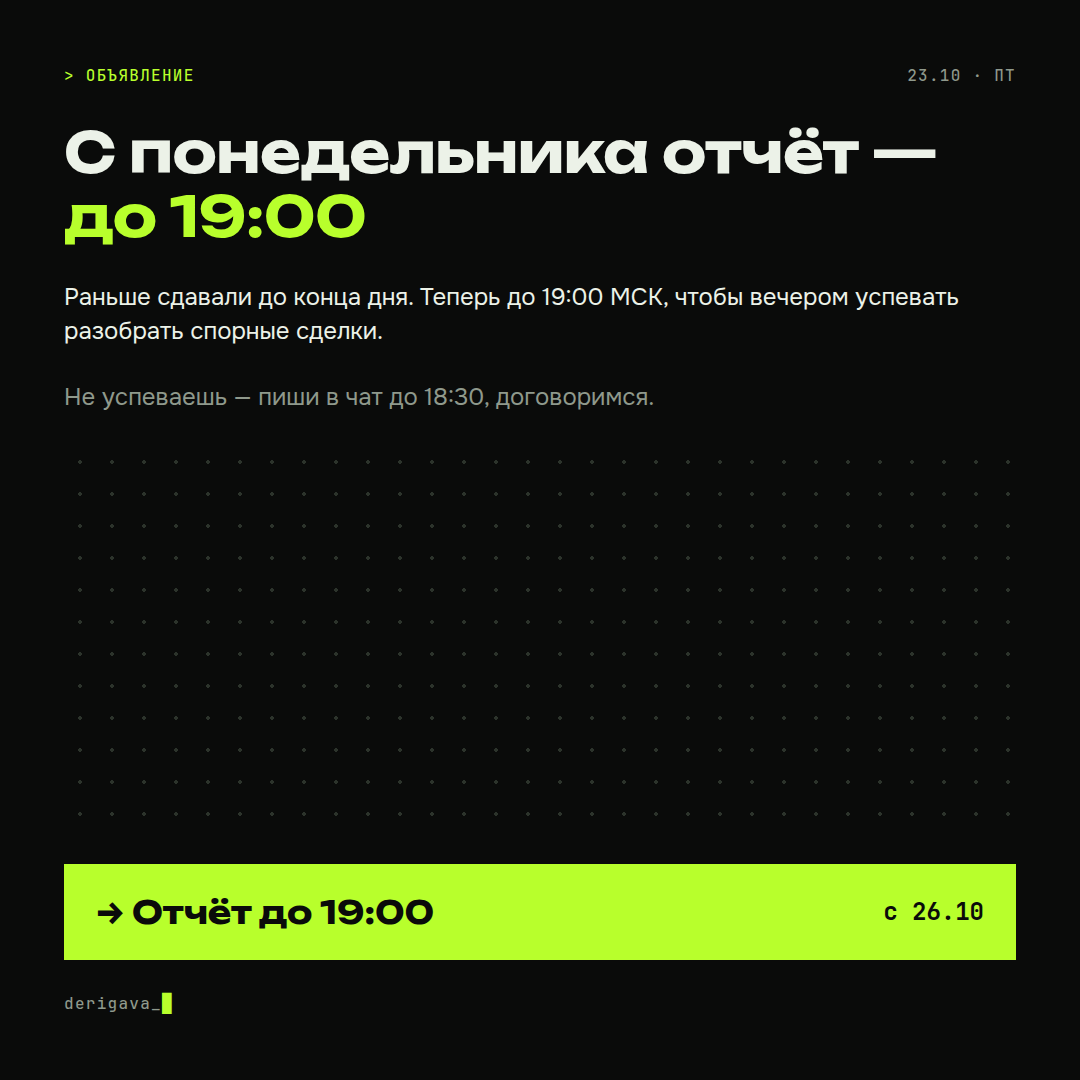 > ОБЪЯВЛЕНИЕ
23.10 · ПТ
С понедельника отчёт —
до 19:00
Раньше сдавали до конца дня. Теперь до 19:00 МСК, чтобы вечером успевать
разобрать спорные сделки.
Не успеваешь — пиши в чат до 18:30, договоримся.
→ Отчёт до 19:00
с 26.10
derigava_